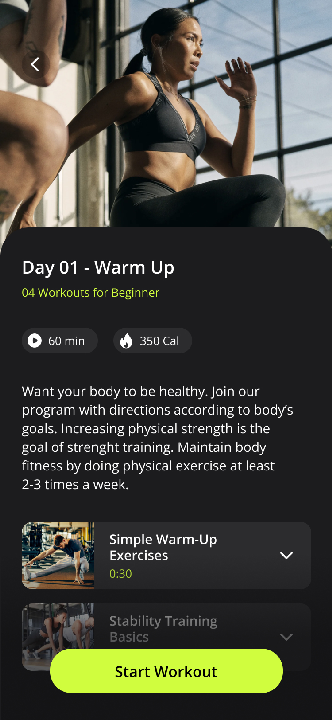 Day 01 - Warm Up
04 Workouts for Beginner
60 min
350 Cal
Want your body to be healthy. Join our
program with directions according to body's
goals. Increasing physical strength is the
goal of strenght training. Maintain body
fitness by doing physical exercise at least
2-3 times a week.
Simple Warm-Up
Exercises
0:30
Stability Training
Basics
Start Workout